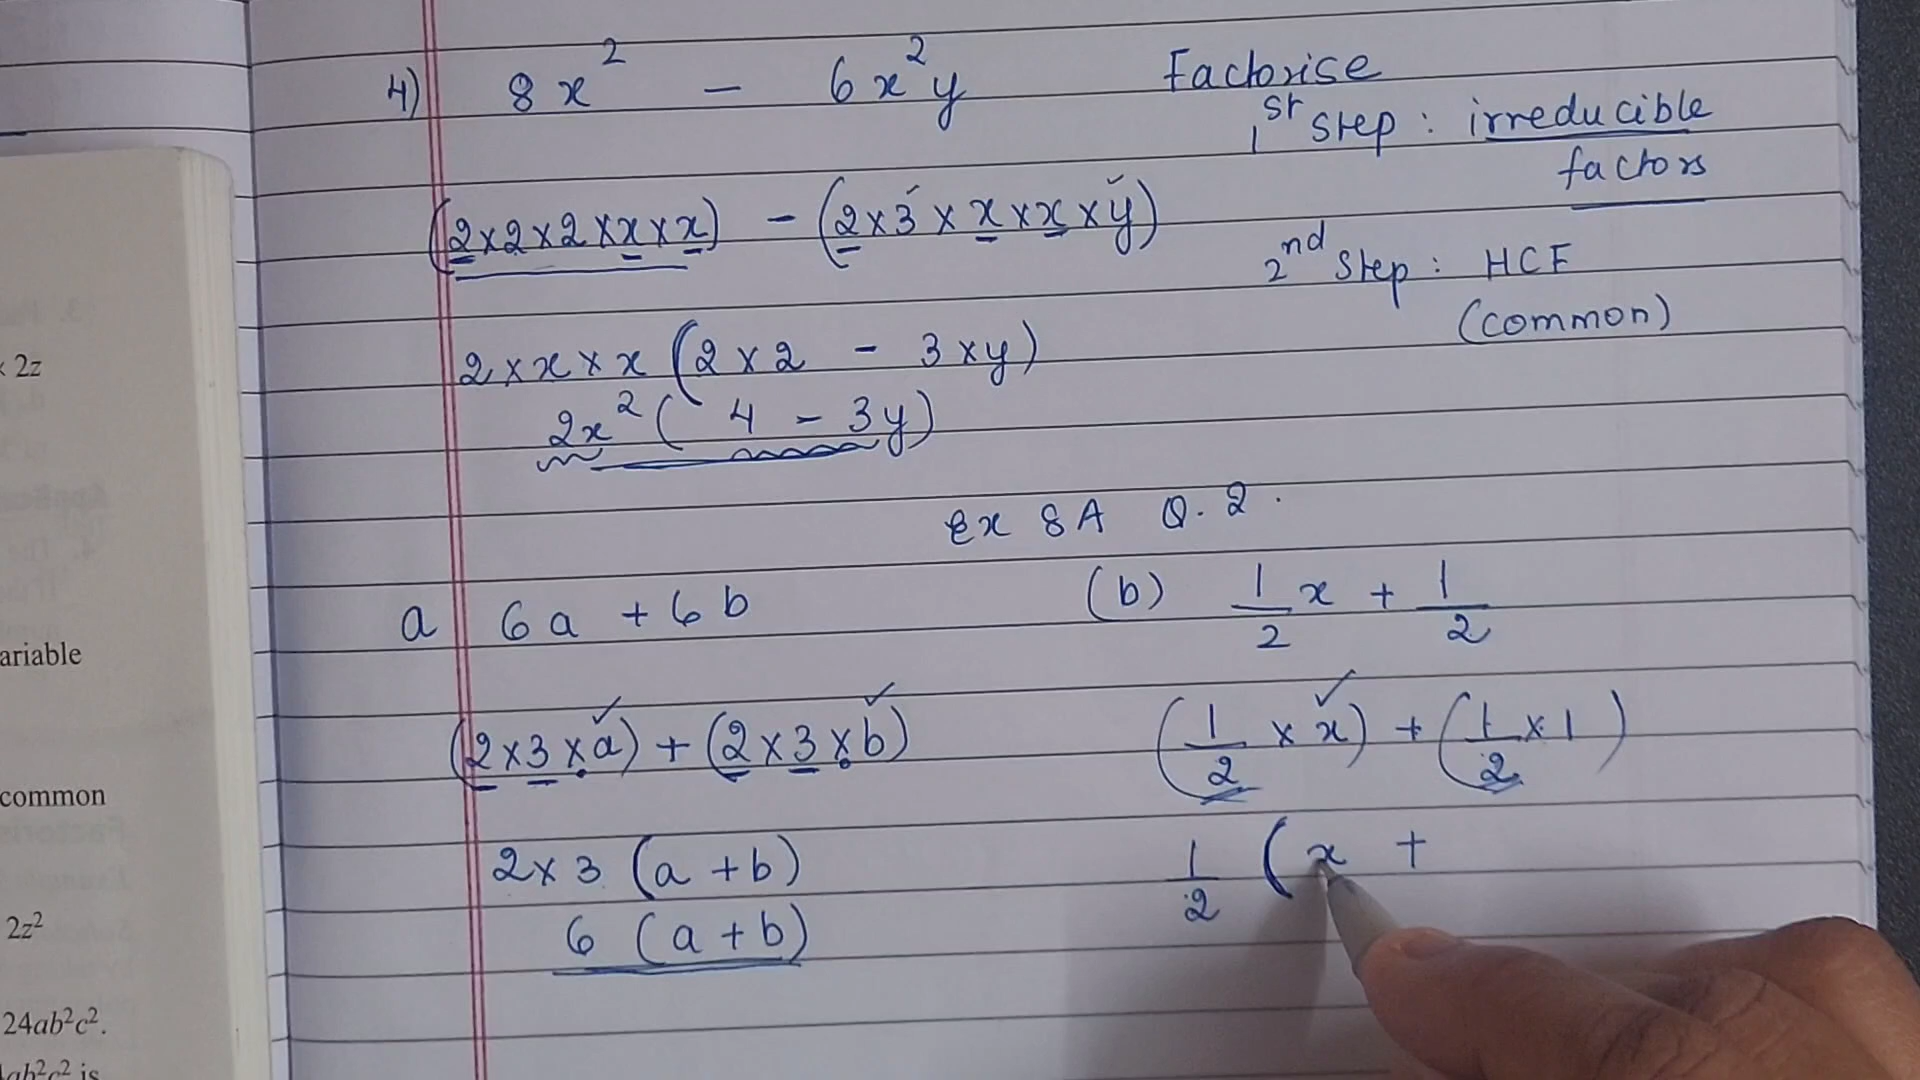 4) 8x² - 6x²y Factorise
1st Step : irreducible
factors
(2×2×2×x×x) - (2×3×x×x×y)
2nd Step : HCF
(common)
2×x×x (2×2 - 3×y)
2x² ( 4 - 3y)
Ex 8A Q. 2.
a 6a + 6b
(2×3×a) + (2×3×b)
2×3 (a + b)
6 (a + b)
(b) 1/2 x + 1/2
(1/2 × x) + (1/2 × 1)
1/2 (x +
× 2z
ariable
common
2z²
24ab²c².
ab²c² is